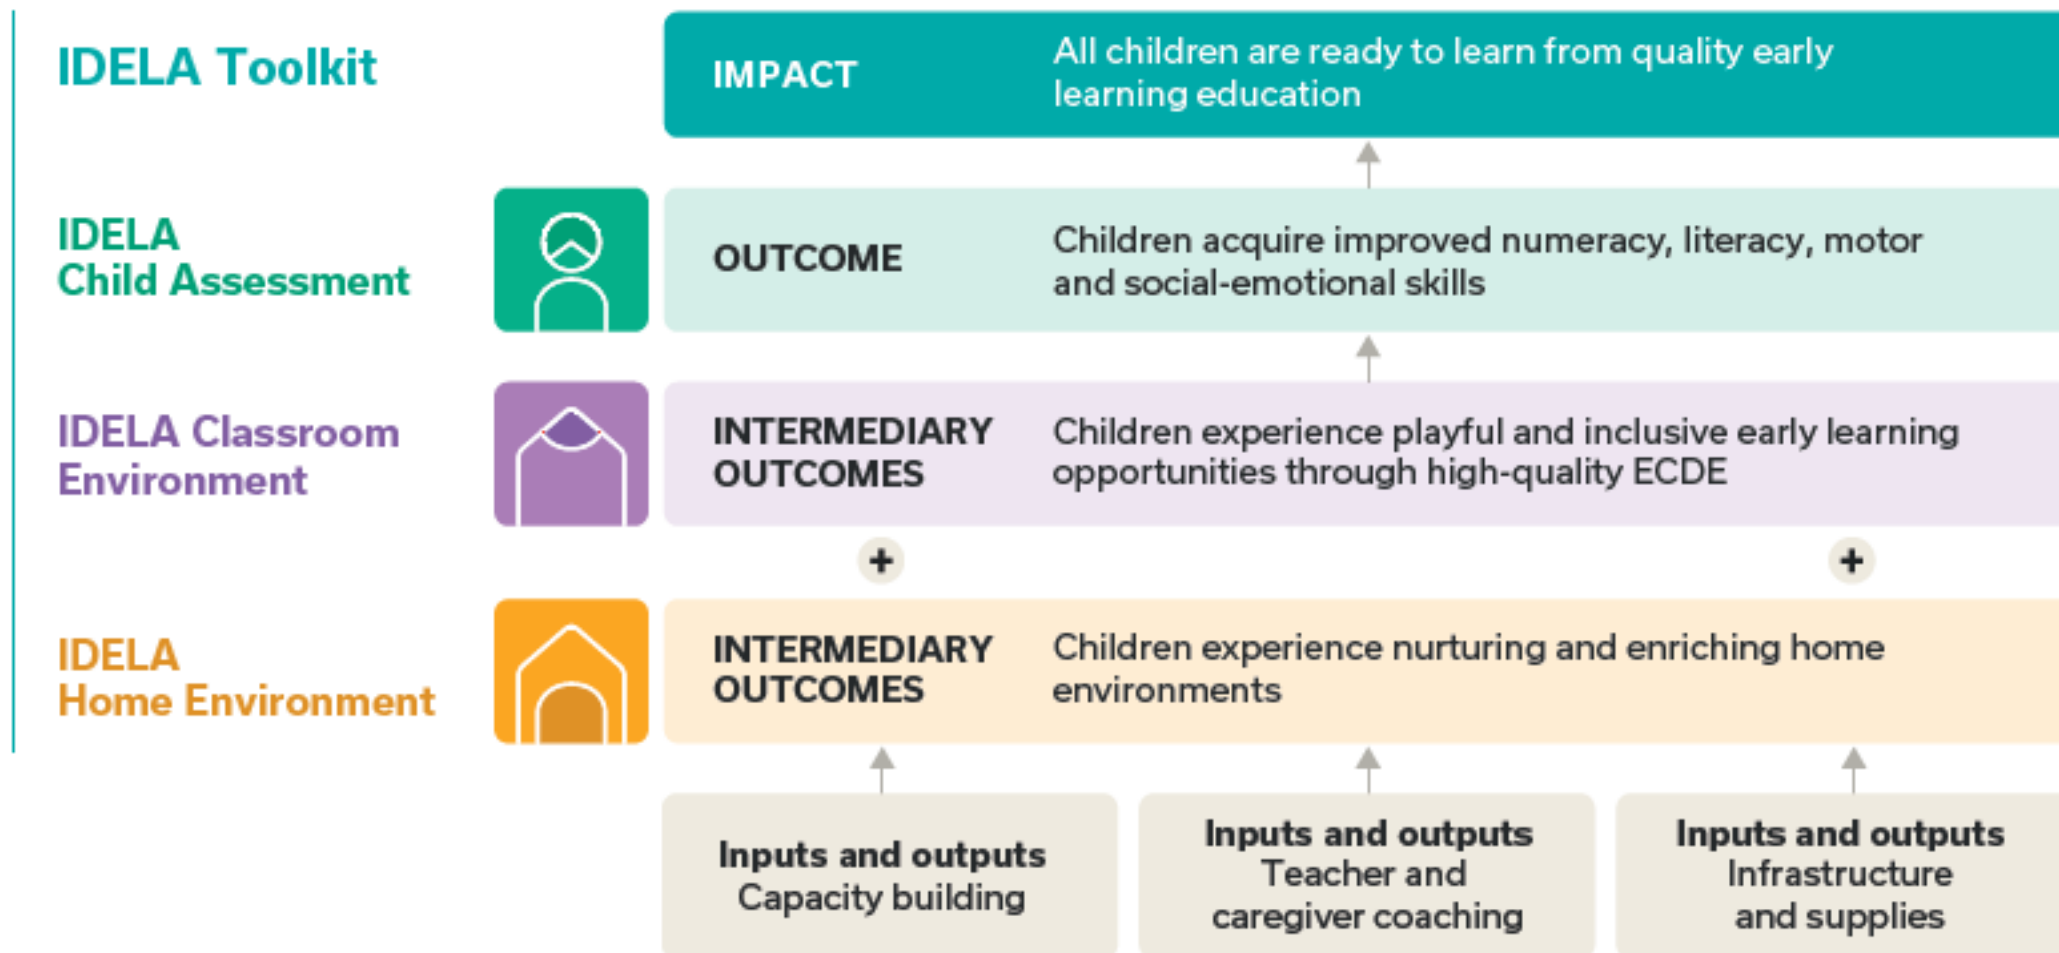 IDELA Toolkit
IMPACT
All children are ready to learn from quality early
learning education
IDELA
Child Assessment
OUTCOME
Children acquire improved numeracy, literacy, motor
and social-emotional skills
IDELA Classroom
Environment
INTERMEDIARY
OUTCOMES
Children experience playful and inclusive early learning
opportunities through high-quality ECDE
+
+
IDELA
Home Environment
INTERMEDIARY
OUTCOMES
Children experience nurturing and enriching home
environments
Inputs and outputs
Capacity building
Inputs and outputs
Teacher and
caregiver coaching
Inputs and outputs
Infrastructure
and supplies